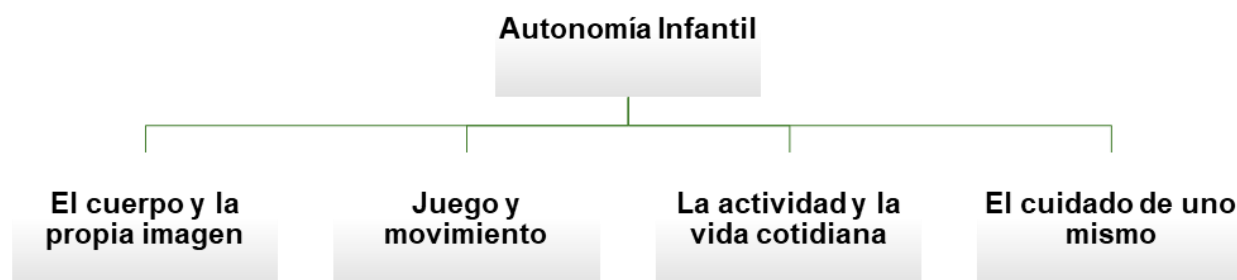 Autonomía Infantil
El cuerpo y la
propia imagen
Juego y
movimiento
La actividad y la
vida cotidiana
El cuidado de uno
mismo